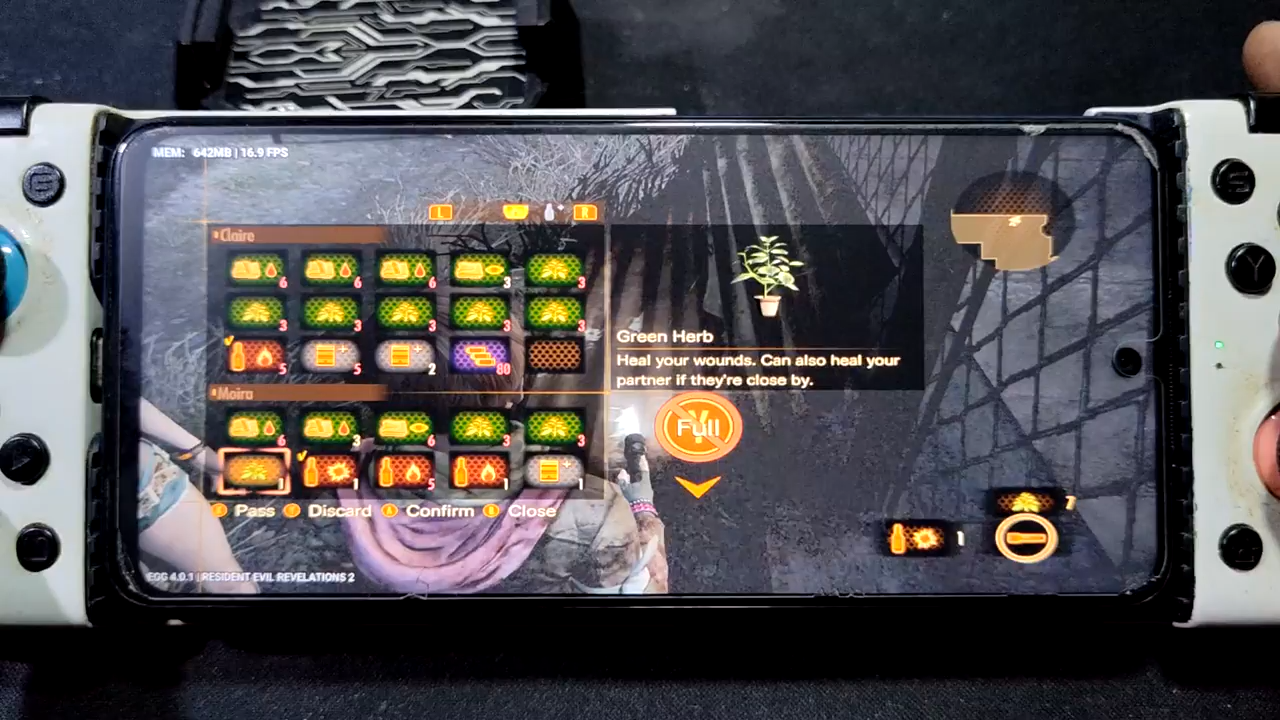 MEM: 642MB | 16.9 FPS
L R
Claire
6 6 6 3 3
3 3 3 3 3
5 5 2 80
Moira
6 3 6 3 3
1 1 5 1 1
Pass Discard A Confirm B Close
Green Herb
Heal your wounds. Can also heal your
partner if they're close by.
Full
1
1
EGG 4.0.1 | RESIDENT EVIL REVELATIONS 2
S
Y